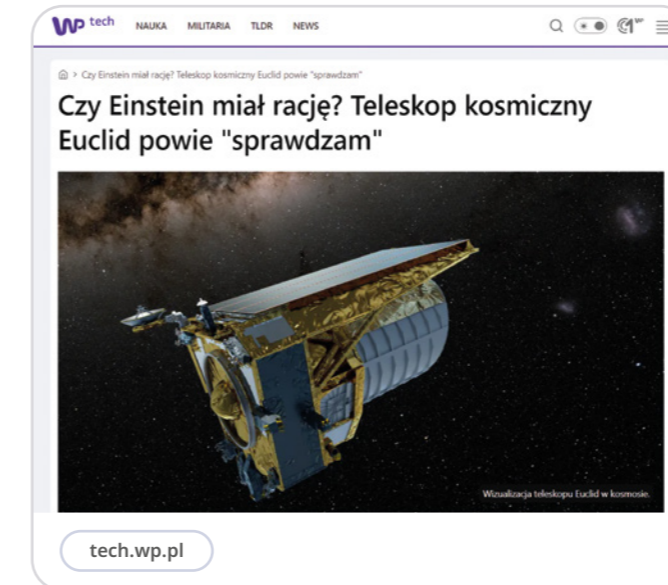 WP tech NAUKA MILITARIA TLDR NEWS
> Czy Einstein miał rację? Teleskop kosmiczny Euclid powie "sprawdzam"
Czy Einstein miał rację? Teleskop kosmiczny
Euclid powie "sprawdzam"
Wizualizacja teleskopu Euclid w kosmosie.
tech.wp.pl